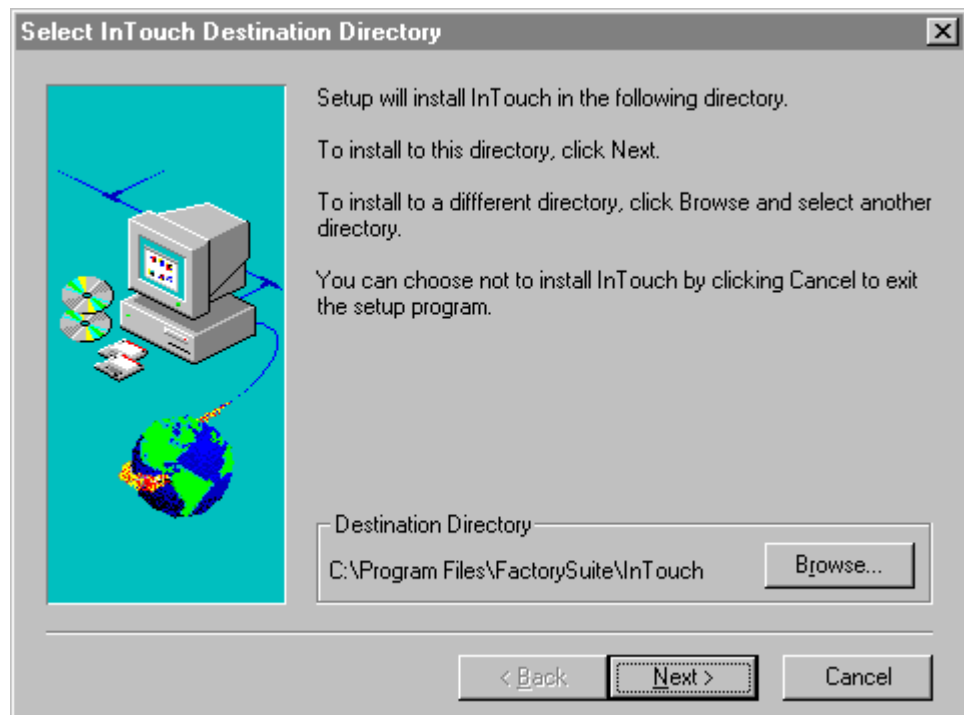 Select InTouch Destination Directory
Setup will install InTouch in the following directory.
To install to this directory, click Next.
To install to a diffferent directory, click Browse and select another
directory.
You can choose not to install InTouch by clicking Cancel to exit
the setup program.
Destination Directory
C:\Program Files\FactorySuite\InTouch
Browse...
< Back
Next >
Cancel